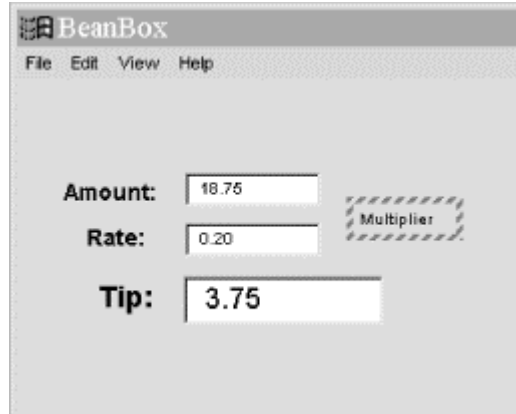 BeanBox
File Edit View Help
Amount: 18.75
Multiplier
Rate: 0.20
Tip: 3.75